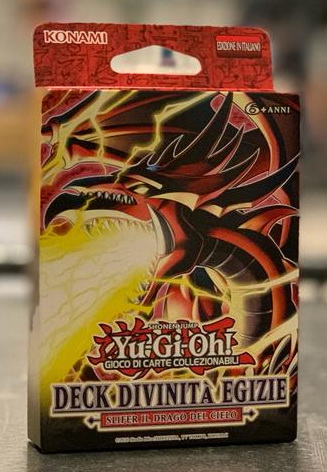 KONAMI
EDIZIONE IN ITALIANO
6+ANNI
SHONEN JUMP
Yu-Gi-Oh!
GIOCO DI CARTE COLLEZIONABILI
DECK DIVINITÀ EGIZIE
SLIFER IL DRAGO DEL CIELO